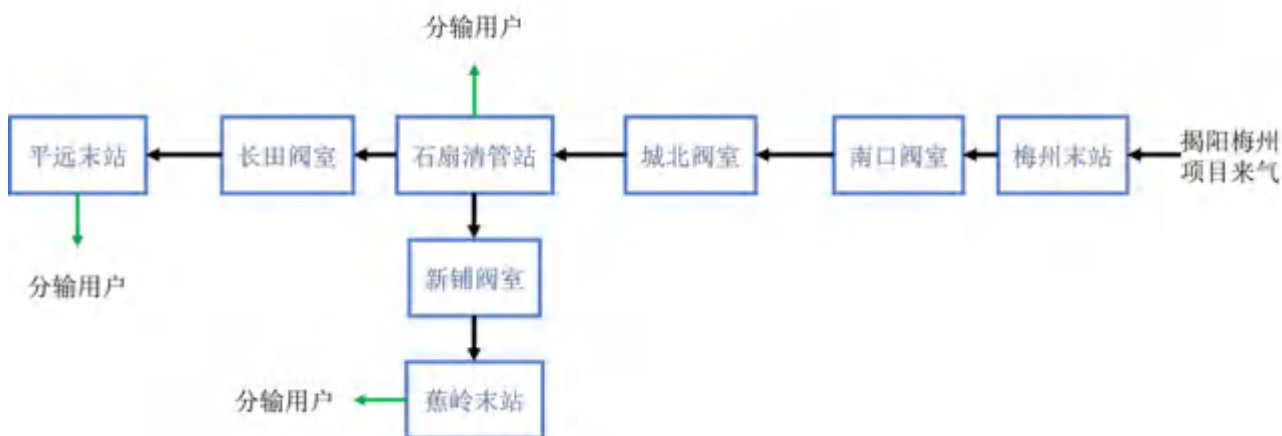 分输用户
平远末站
长田阀室
石扇清管站
城北阀室
南口阀室
梅州末站
揭阳梅州
项目来气
分输用户
新铺阀室
分输用户
蕉岭末站